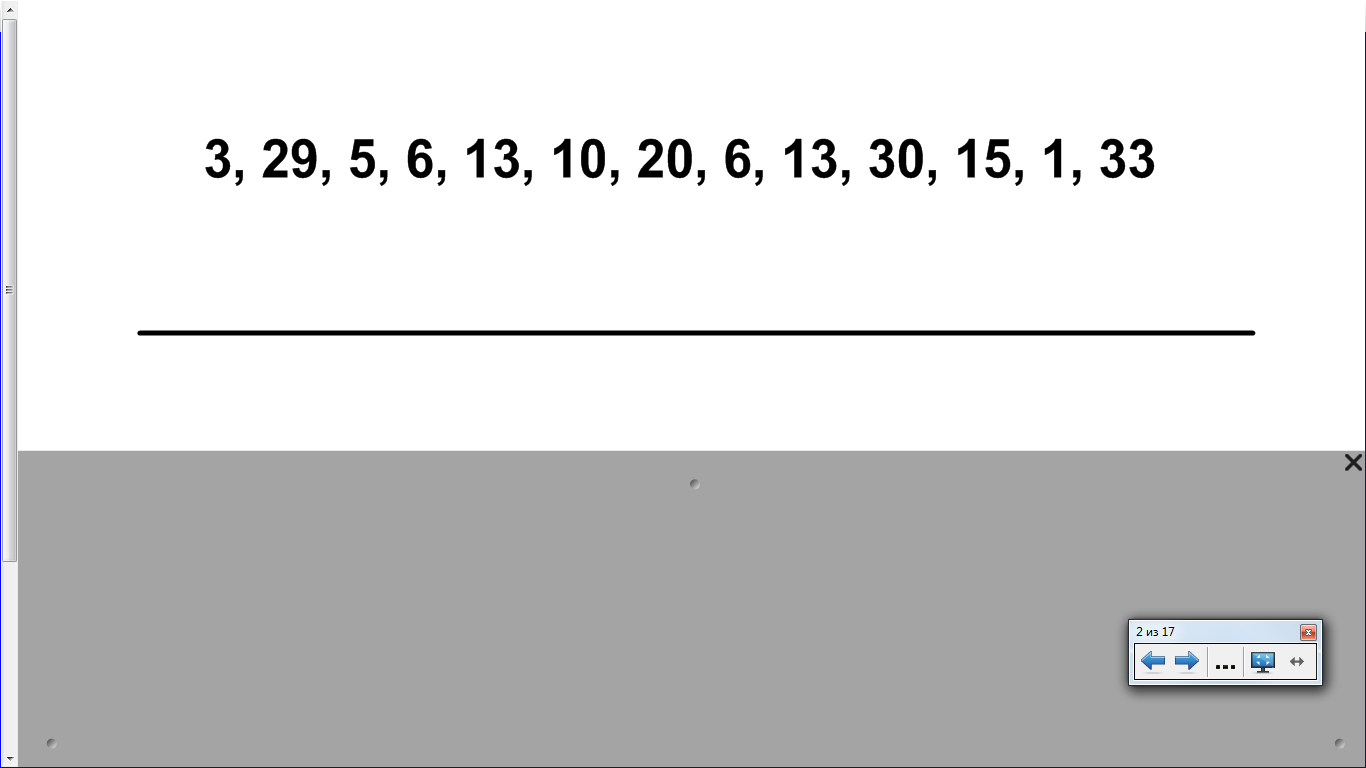 3, 29, 5, 6, 13, 10, 20, 6, 13, 30, 15, 1, 33
2 из 17